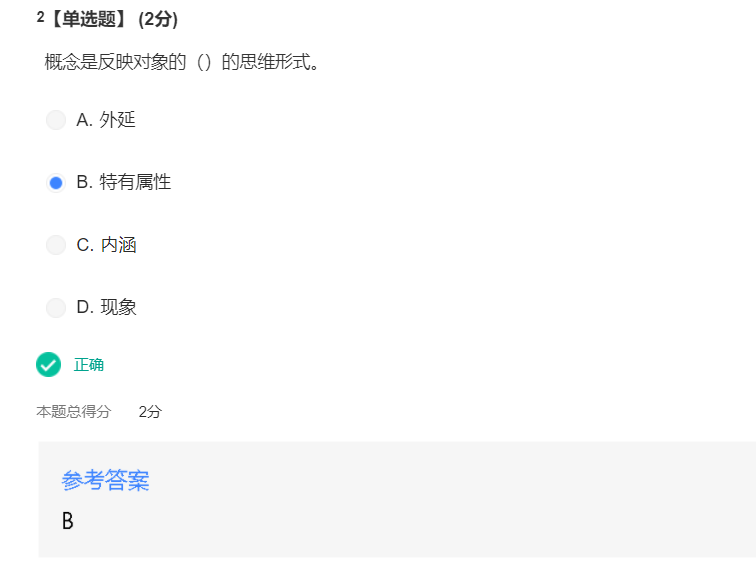 2【单选题】 (2分)
概念是反映对象的（）的思维形式。
A. 外延
B. 特有属性
C. 内涵
D. 现象
正确
本题总得分 2分
参考答案
B